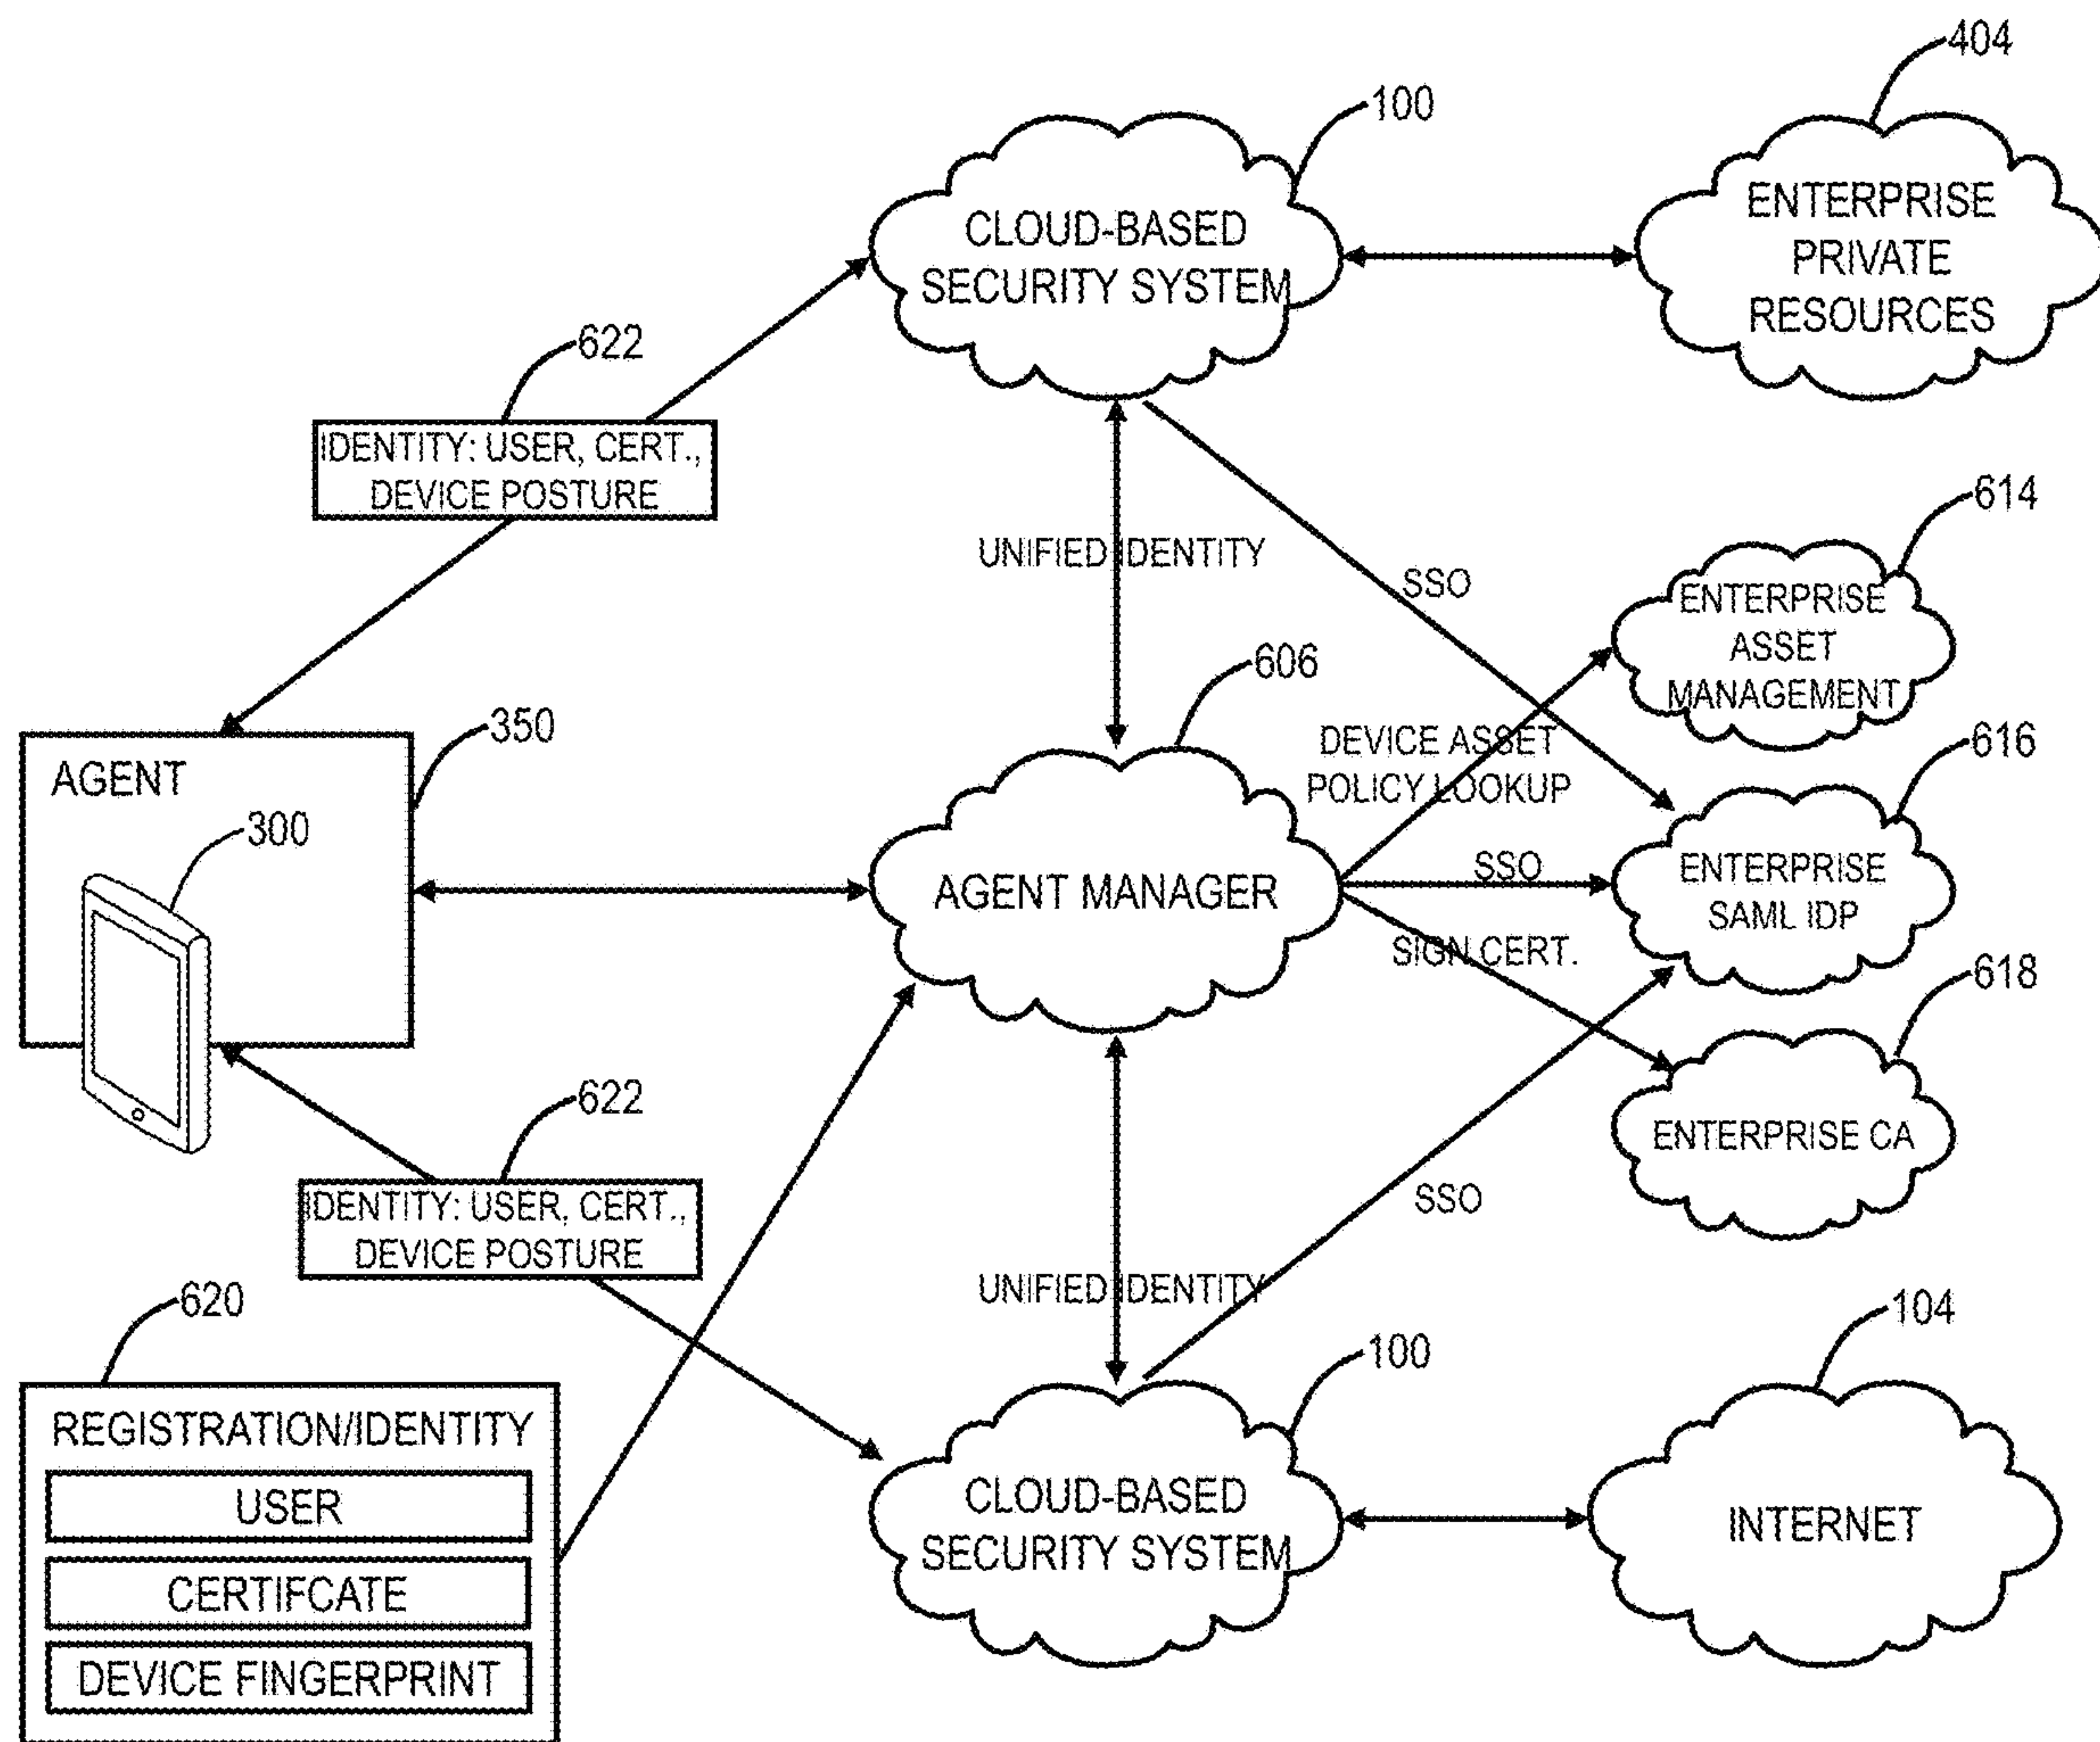 404
100
CLOUD-BASED
SECURITY SYSTEM
ENTERPRISE
PRIVATE
RESOURCES
622
IDENTITY: USER, CERT.,
DEVICE POSTURE
614
UNIFIED IDENTITY
SSO
ENTERPRISE
ASSET
MANAGEMENT
606
350
AGENT
300
DEVICE ASSET
POLICY LOOKUP
616
AGENT MANAGER
SSO
ENTERPRISE
SAML IDP
SIGN CERT.
618
ENTERPRISE CA
622
IDENTITY: USER, CERT.,
DEVICE POSTURE
SSO
UNIFIED IDENTITY
620
REGISTRATION/IDENTITY
USER
CERTIFCATE
DEVICE FINGERPRINT
100
CLOUD-BASED
SECURITY SYSTEM
104
INTERNET